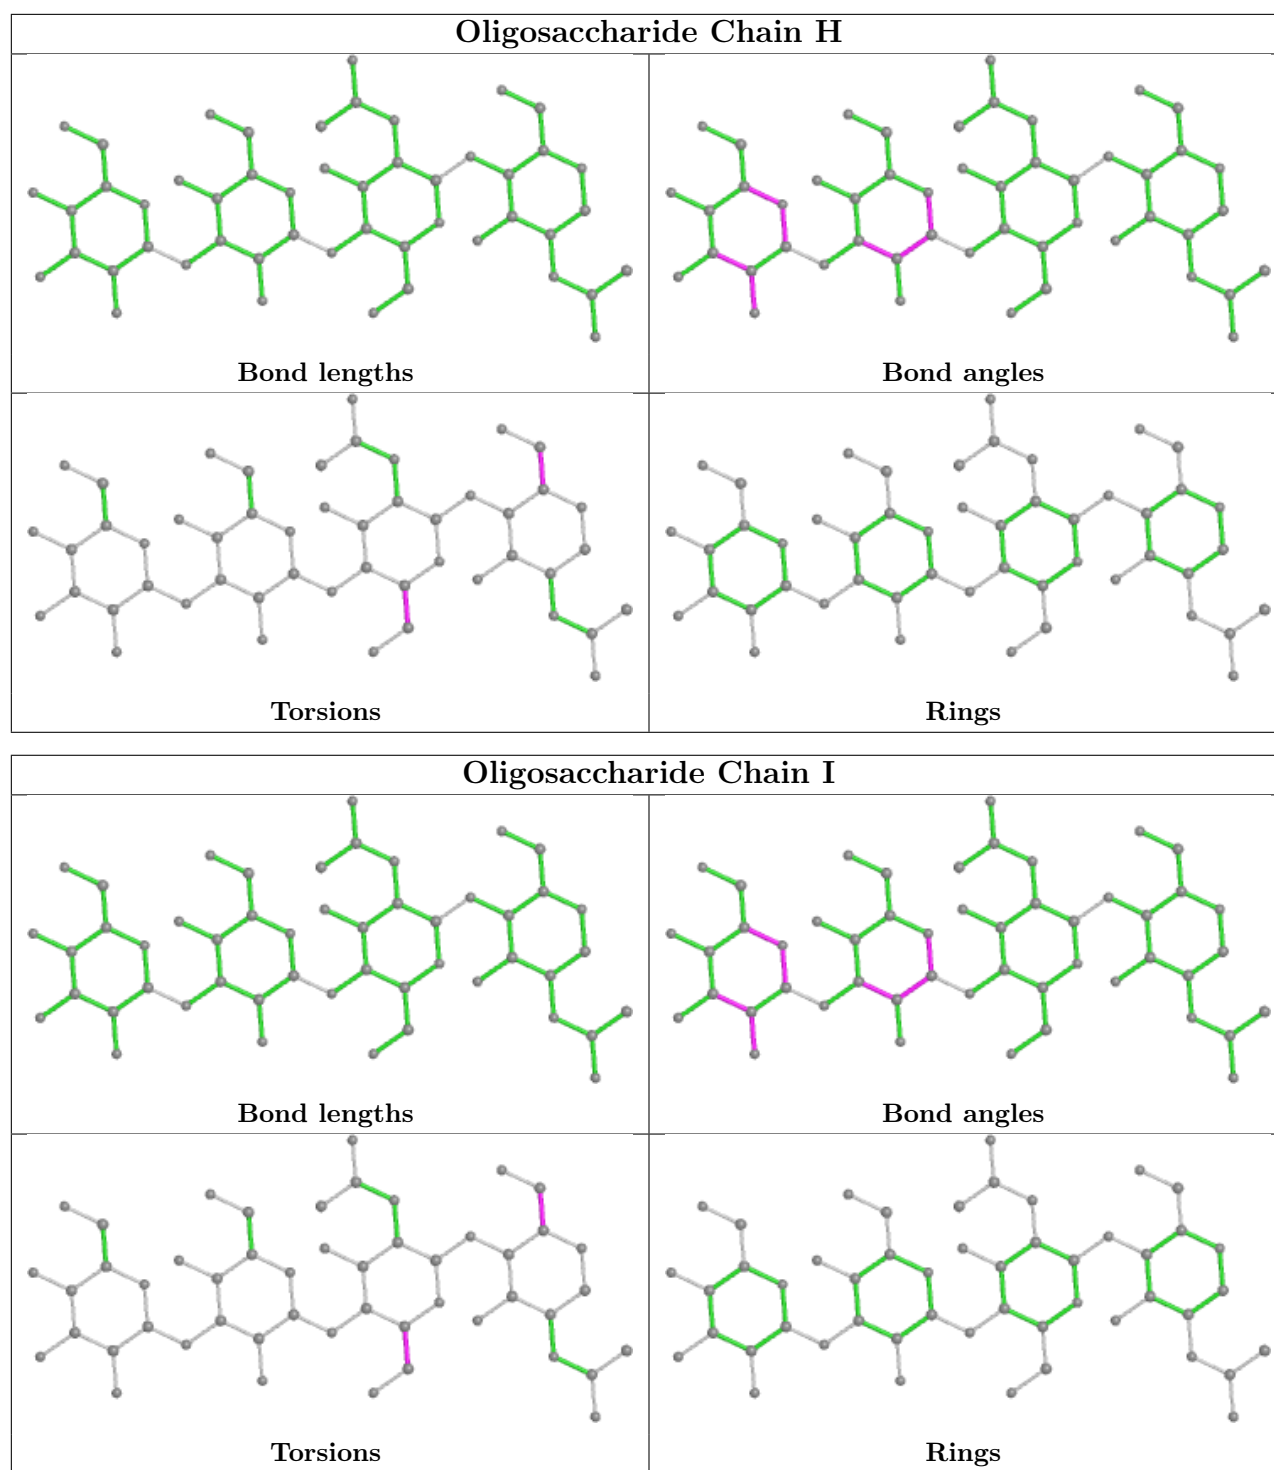 Oligosaccharide Chain H
Bond lengths
Bond angles
Torsions
Rings
Oligosaccharide Chain I
Bond lengths
Bond angles
Torsions
Rings